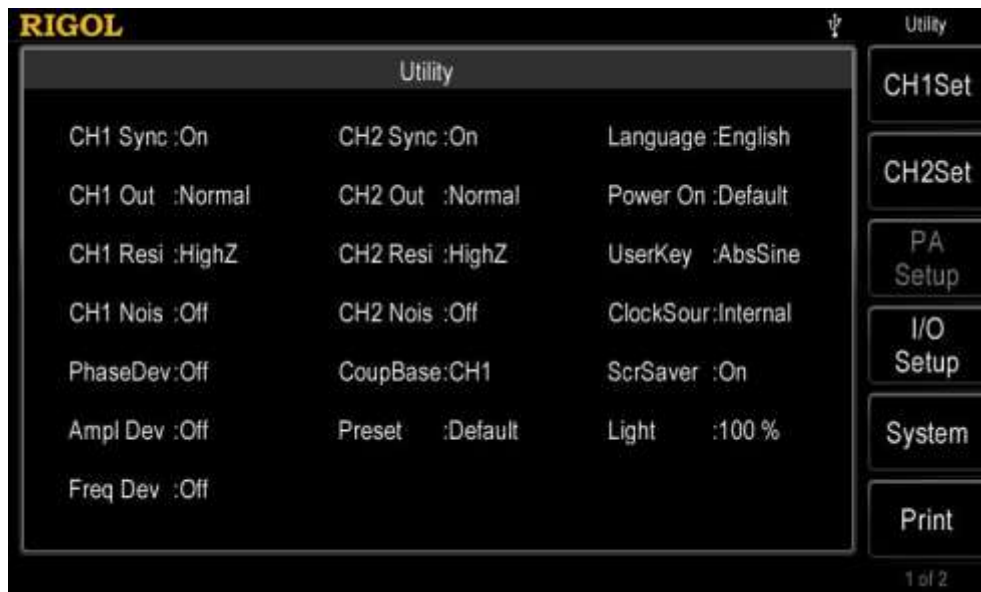 RIGOL
Utility
Utility
CH1 Sync :On CH2 Sync :On Language :English
CH1 Out :Normal CH2 Out :Normal Power On :Default
CH1 Resi :HighZ CH2 Resi :HighZ UserKey :AbsSine
CH1 Nois :Off CH2 Nois :Off ClockSour:Internal
PhaseDev:Off CoupBase:CH1 ScrSaver :On
Ampl Dev :Off Preset :Default Light :100 %
Freq Dev :Off
CH1Set
CH2Set
PA
Setup
I/O
Setup
System
Print
1 of 2